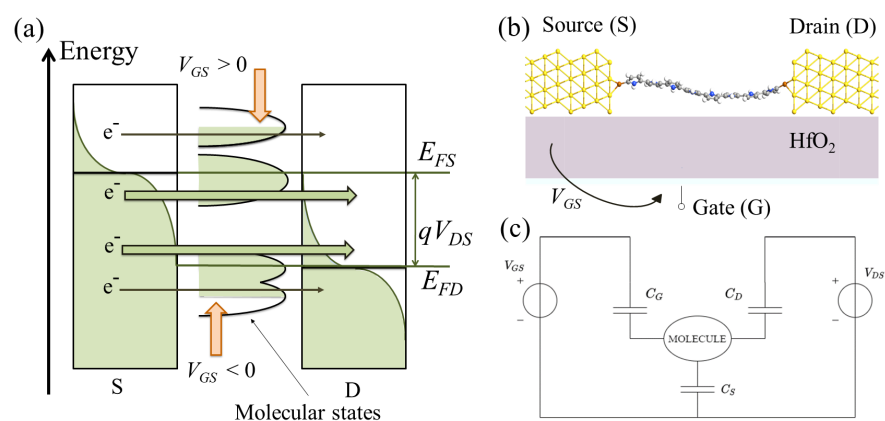 (a)
Energy
V_GS > 0
e⁻
E_FS
e⁻
qV_DS
e⁻
e⁻
E_FD
V_GS < 0
S
D
Molecular states
(b)
Source (S)
Drain (D)
HfO₂
V_GS
Gate (G)
(c)
V_GS
+
−
C_G
C_D
V_DS
+
−
MOLECULE
C_S